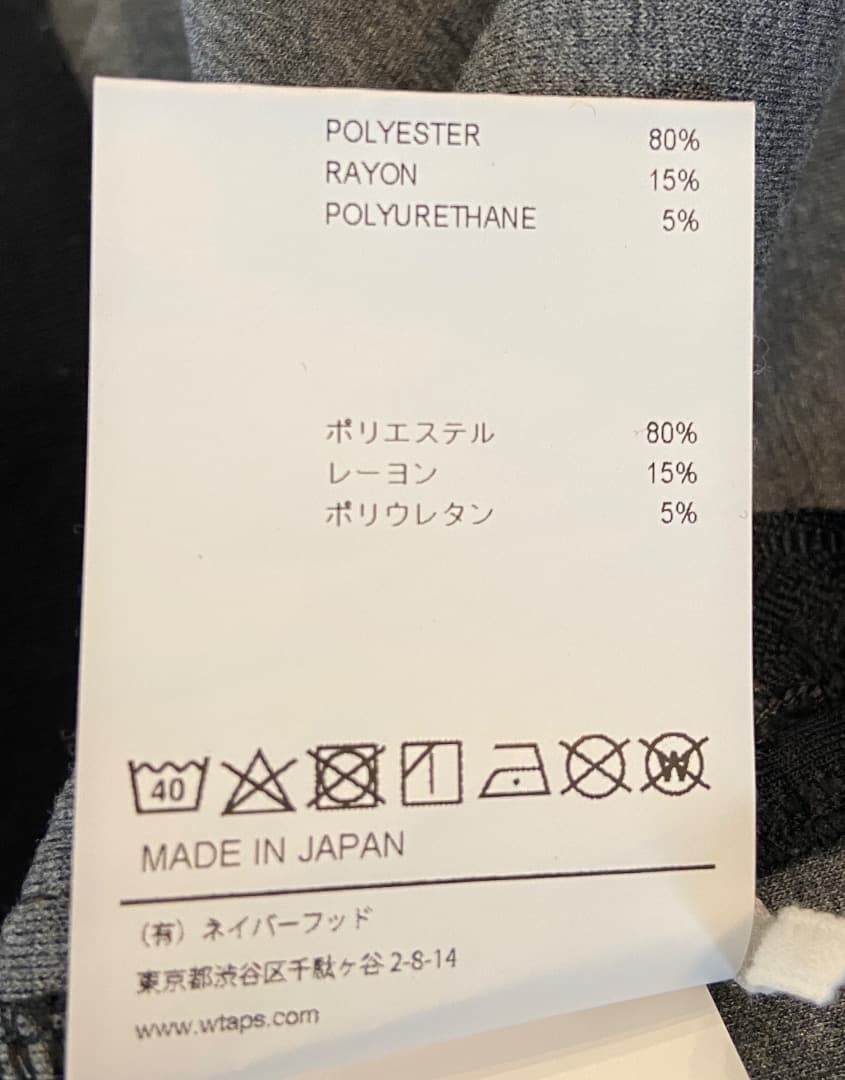 POLYESTER 80%
RAYON 15%
POLYURETHANE 5%
ポリエステル 80%
レーヨン 15%
ポリウレタン 5%
40 W
MADE IN JAPAN
(有) ネイバーフッド
東京都渋谷区千駄ヶ谷 2-8-14
www.wtaps.com